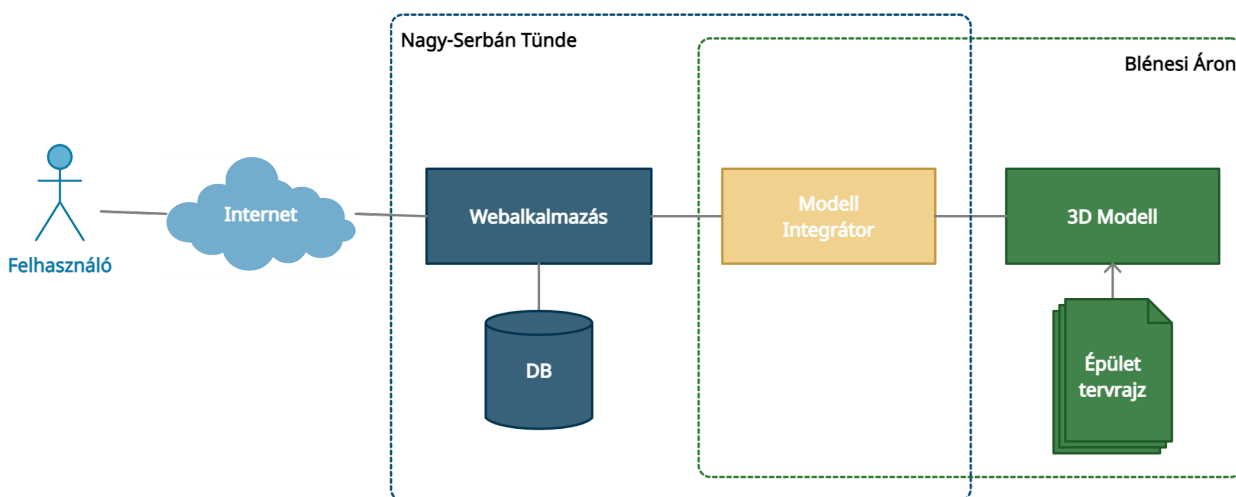 Nagy-Serbán Tünde
Blénesi Áron
Felhasználó
Internet
Webalkalmazás
Modell
Integrátor
3D Modell
DB
Épület
tervrajz